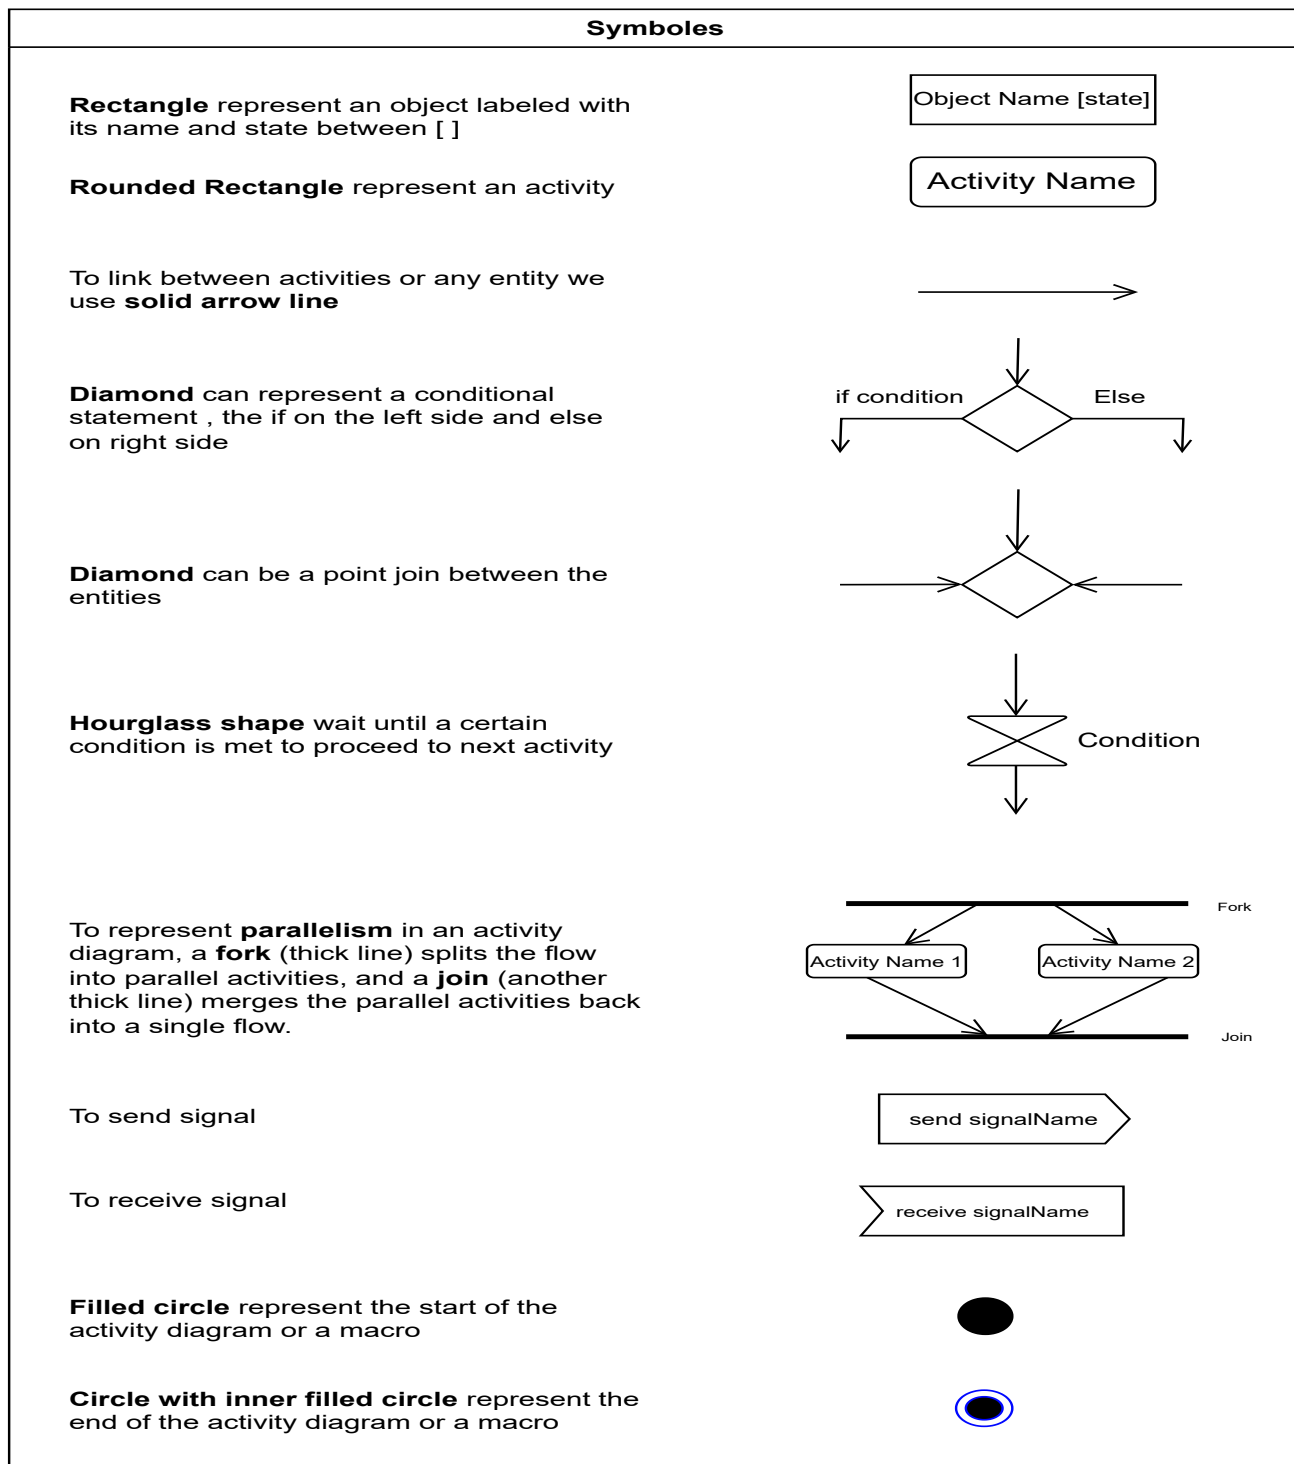 Symboles
Rectangle represent an object labeled with
its name and state between [ ]
Object Name [state]
Rounded Rectangle represent an activity
Activity Name
To link between activities or any entity we
use solid arrow line
Diamond can represent a conditional
statement , the if on the left side and else
on right side
if condition
Else
Diamond can be a point join between the
entities
Hourglass shape wait until a certain
condition is met to proceed to next activity
Condition
To represent parallelism in an activity
diagram, a fork (thick line) splits the flow
into parallel activities, and a join (another
thick line) merges the parallel activities back
into a single flow.
Fork
Activity Name 1
Activity Name 2
Join
To send signal
send signalName
To receive signal
receive signalName
Filled circle represent the start of the
activity diagram or a macro
Circle with inner filled circle represent the
end of the activity diagram or a macro